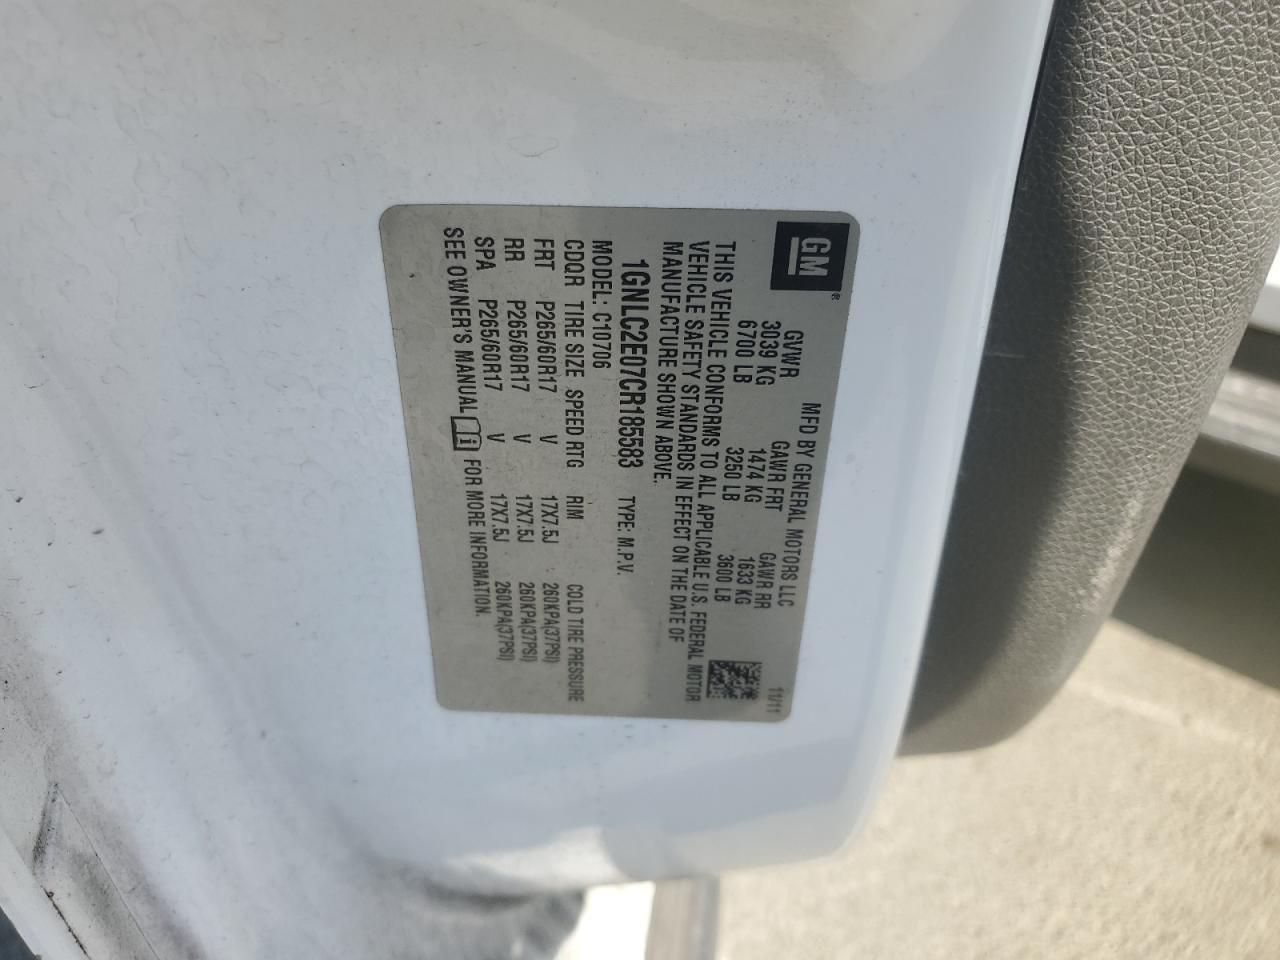 GM®
MFD BY GENERAL MOTORS LLC
11/11
GVWR GAWR FRT GAWR RR
3039 KG 1474 KG 1633 KG
6700 LB 3250 LB 3600 LB
THIS VEHICLE CONFORMS TO ALL APPLICABLE U.S. FEDERAL MOTOR
VEHICLE SAFETY STANDARDS IN EFFECT ON THE DATE OF
MANUFACTURE SHOWN ABOVE.
1GNLC2E07CR185583 TYPE: M.P.V.
MODEL: C10706
CDQR TIRE SIZE SPEED RTG RIM COLD TIRE PRESSURE
FRT P265/60R17 V 17X7.5J 260KPA(37PSI)
RR P265/60R17 V 17X7.5J 260KPA(37PSI)
SPA P265/60R17 V 17X7.5J 260KPA(37PSI)
SEE OWNER'S MANUAL i FOR MORE INFORMATION.